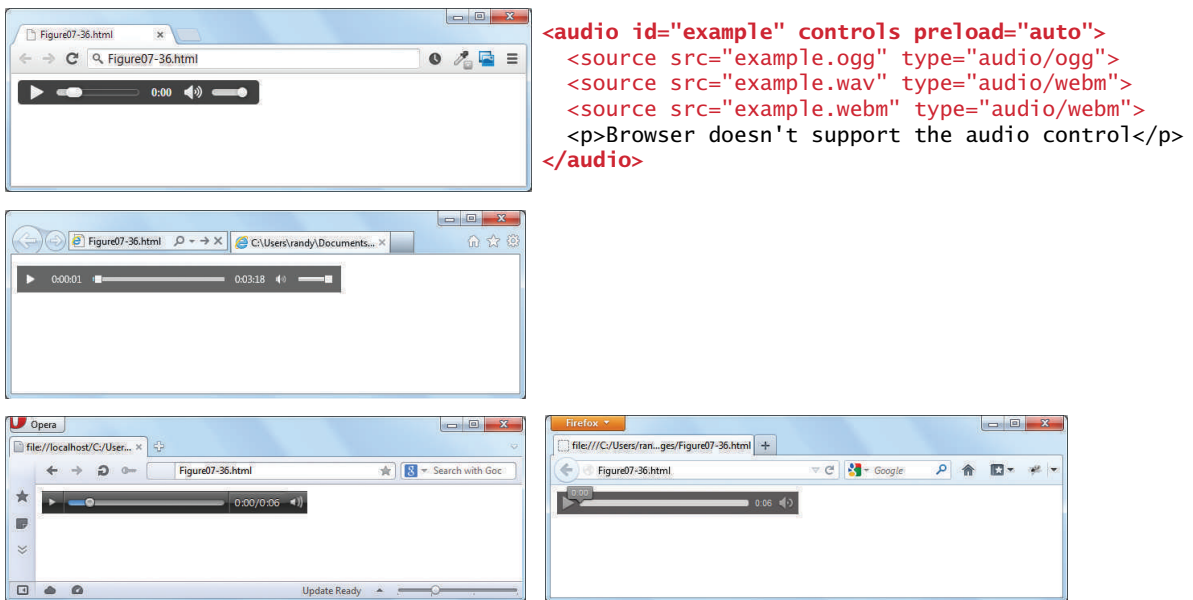 Figure07-36.html
Figure07-36.html
0:00
<audio id="example" controls preload="auto">
<source src="example.ogg" type="audio/ogg">
<source src="example.wav" type="audio/webm">
<source src="example.webm" type="audio/webm">
<p>Browser doesn't support the audio control</p>
</audio>
Figure07-36.html
C:\Users\randy\Documents...
0:00:01
0:03:18
Opera
file://localhost/C:/User...
Figure07-36.html
Search with Goc
0:00/0:06
Update Ready
Firefox
file:///C:/Users/ran...ges/Figure07-36.html
Figure07-36.html
Google
0:00
0:06